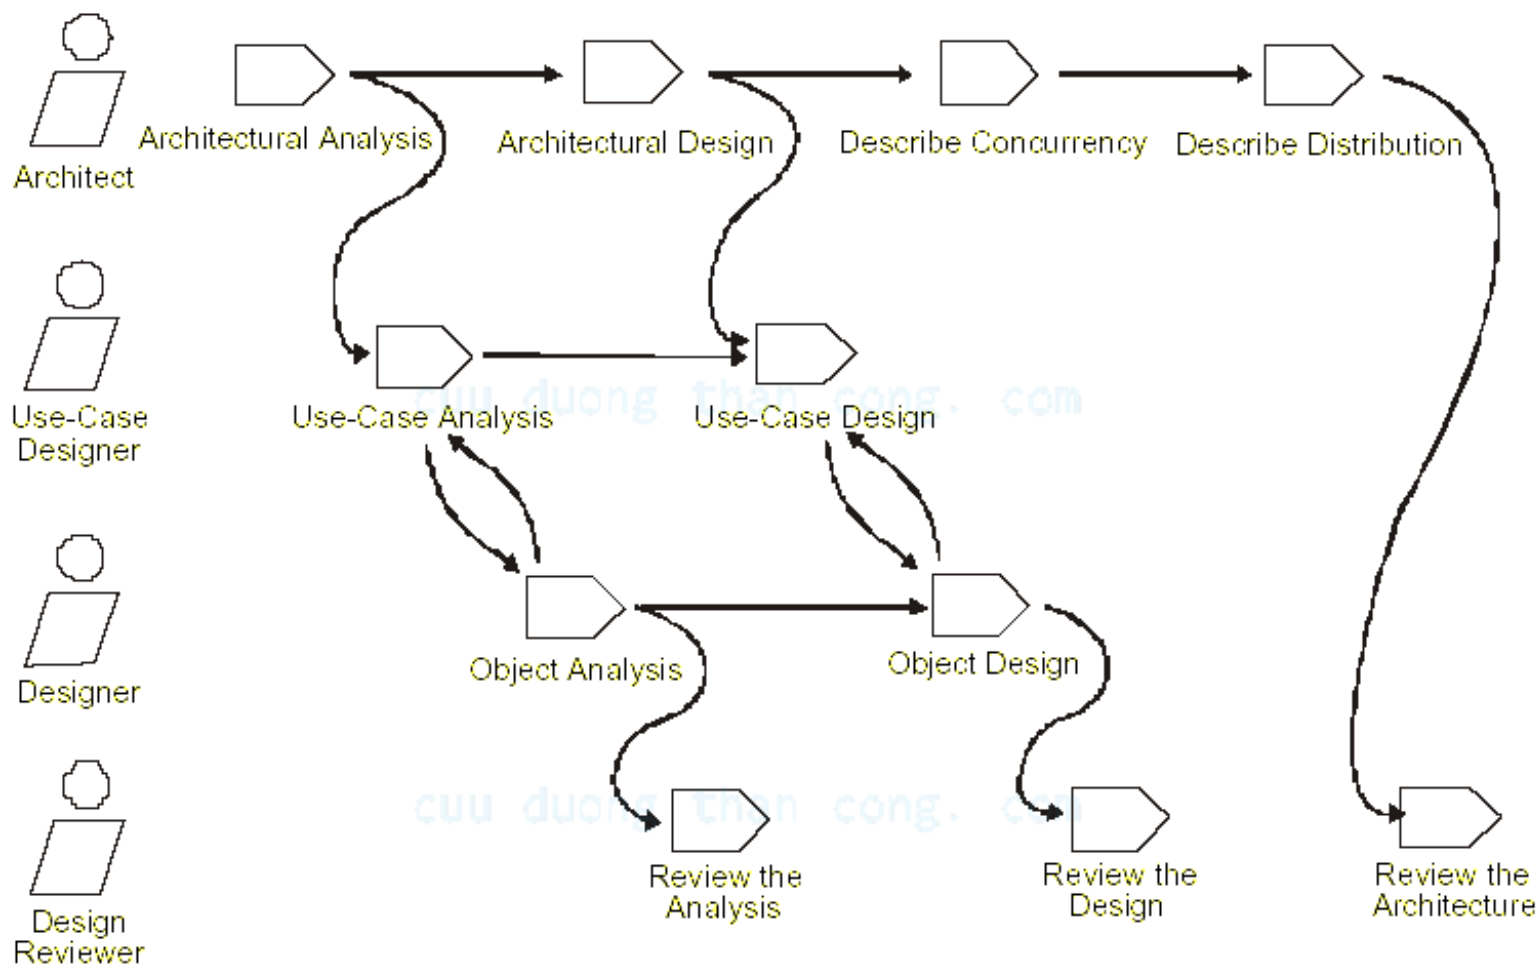 Architect
Architectural Analysis
Architectural Design
Describe Concurrency
Describe Distribution
Use-Case
Designer
Use-Case Analysis
Use-Case Design
cuu duong than cong. com
Designer
Object Analysis
Object Design
cuu duong than cong. com
Design
Reviewer
Review the
Analysis
Review the
Design
Review the
Architecture